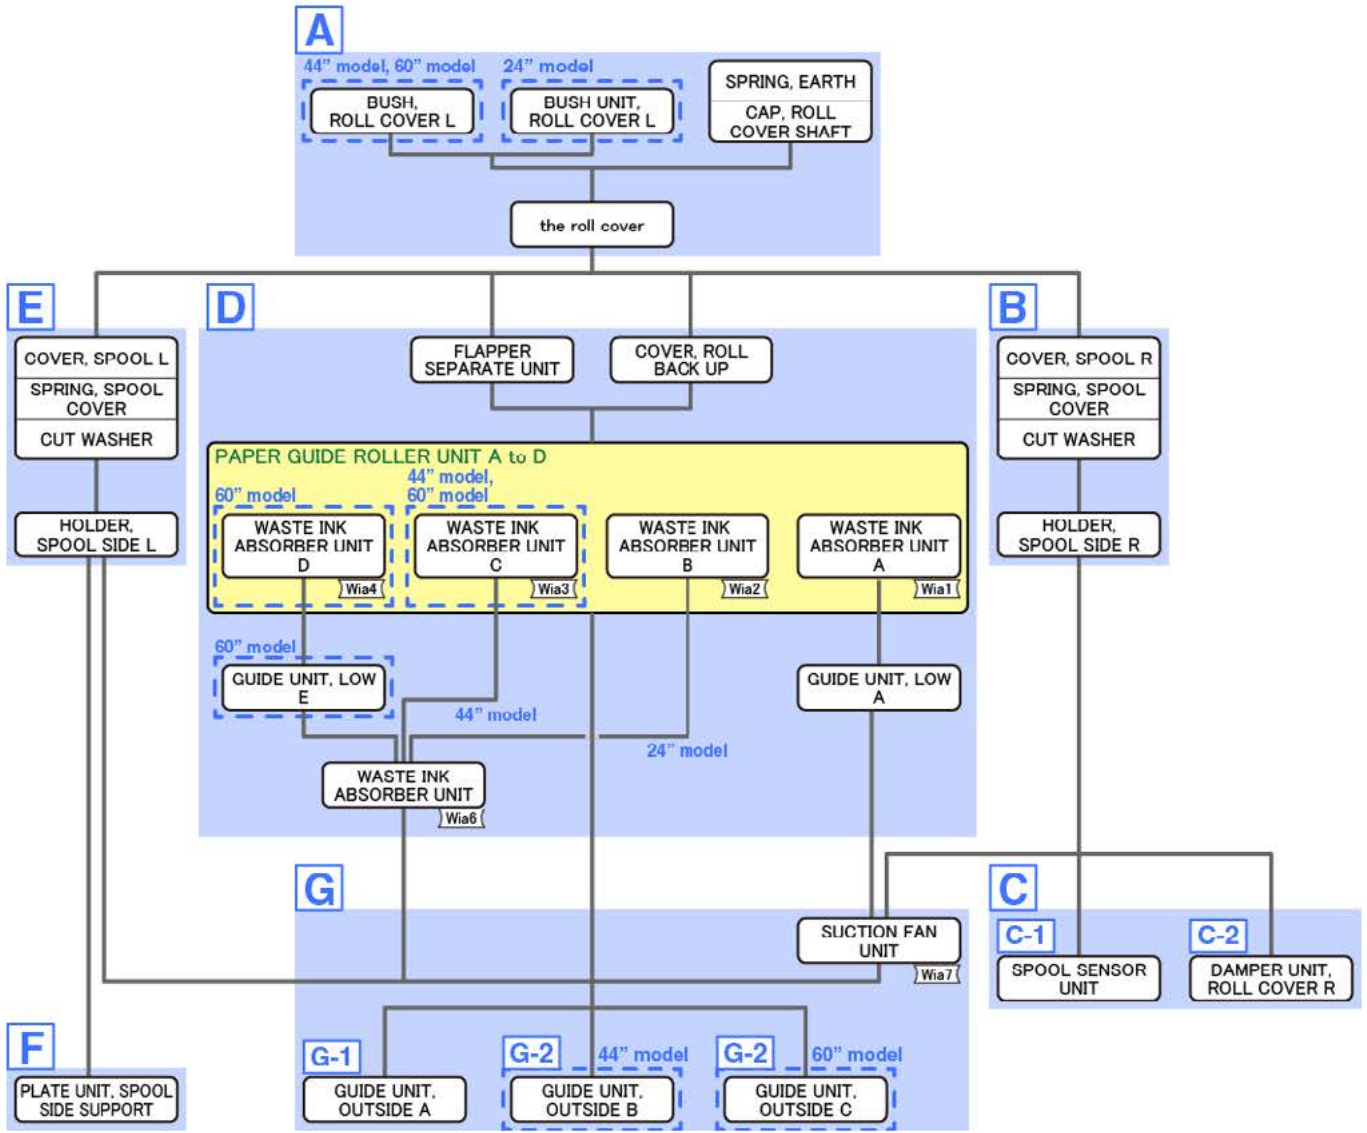 A
44” model, 60” model
24” model
BUSH,
ROLL COVER L
BUSH UNIT,
ROLL COVER L
SPRING, EARTH
CAP, ROLL
COVER SHAFT
the roll cover
E
COVER, SPOOL L
SPRING, SPOOL
COVER
CUT WASHER
HOLDER,
SPOOL SIDE L
D
FLAPPER
SEPARATE UNIT
COVER, ROLL
BACK UP
PAPER GUIDE ROLLER UNIT A to D
60” model
WASTE INK
ABSORBER UNIT
D
Wia4
44” model,
60” model
WASTE INK
ABSORBER UNIT
C
Wia3
WASTE INK
ABSORBER UNIT
B
Wia2
WASTE INK
ABSORBER UNIT
A
Wia1
60” model
GUIDE UNIT, LOW
E
44” model
24” model
GUIDE UNIT, LOW
A
WASTE INK
ABSORBER UNIT
Wia6
B
COVER, SPOOL R
SPRING, SPOOL
COVER
CUT WASHER
HOLDER,
SPOOL SIDE R
G
SUCTION FAN
UNIT
Wia7
C
C-1
SPOOL SENSOR
UNIT
C-2
DAMPER UNIT,
ROLL COVER R
F
PLATE UNIT, SPOOL
SIDE SUPPORT
G-1
GUIDE UNIT,
OUTSIDE A
G-2
44” model
GUIDE UNIT,
OUTSIDE B
G-2
60” model
GUIDE UNIT,
OUTSIDE C